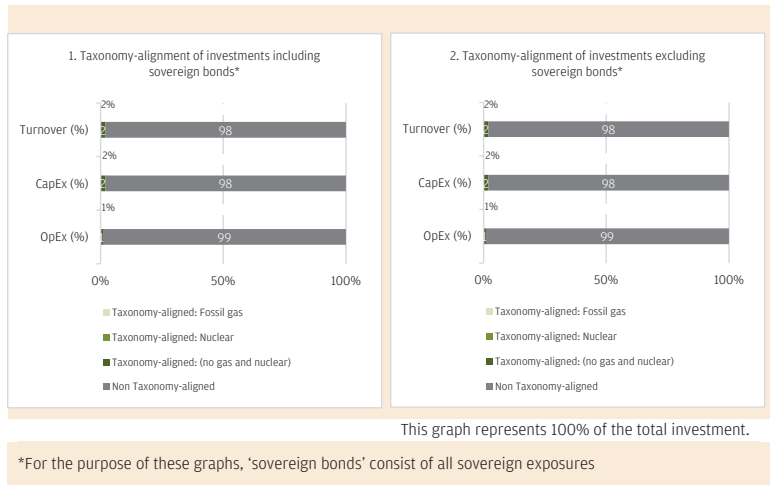 1. Taxonomy-alignment of investments including
sovereign bonds*
2%
Turnover (%)
2
98
2%
CapEx (%)
2
98
1%
OpEx (%)
1
99
0%
50%
100%
Taxonomy-aligned: Fossil gas
Taxonomy-aligned: Nuclear
Taxonomy-aligned: (no gas and nuclear)
Non Taxonomy-aligned
2. Taxonomy-alignment of investments excluding
sovereign bonds*
2%
Turnover (%)
2
98
2%
CapEx (%)
2
98
1%
OpEx (%)
1
99
0%
50%
100%
Taxonomy-aligned: Fossil gas
Taxonomy-aligned: Nuclear
Taxonomy-aligned: (no gas and nuclear)
Non Taxonomy-aligned
This graph represents 100% of the total investment.
*For the purpose of these graphs, ‘sovereign bonds’ consist of all sovereign exposures